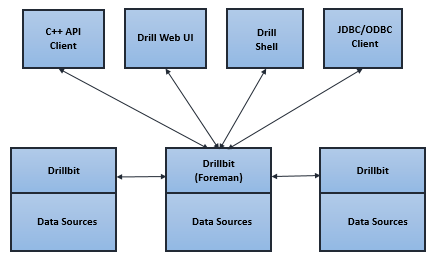 C++ API
Client
Drill Web UI
Drill
Shell
JDBC/ODBC
Client
Drillbit
Drillbit
(Foreman)
Drillbit
Data Sources
Data Sources
Data Sources